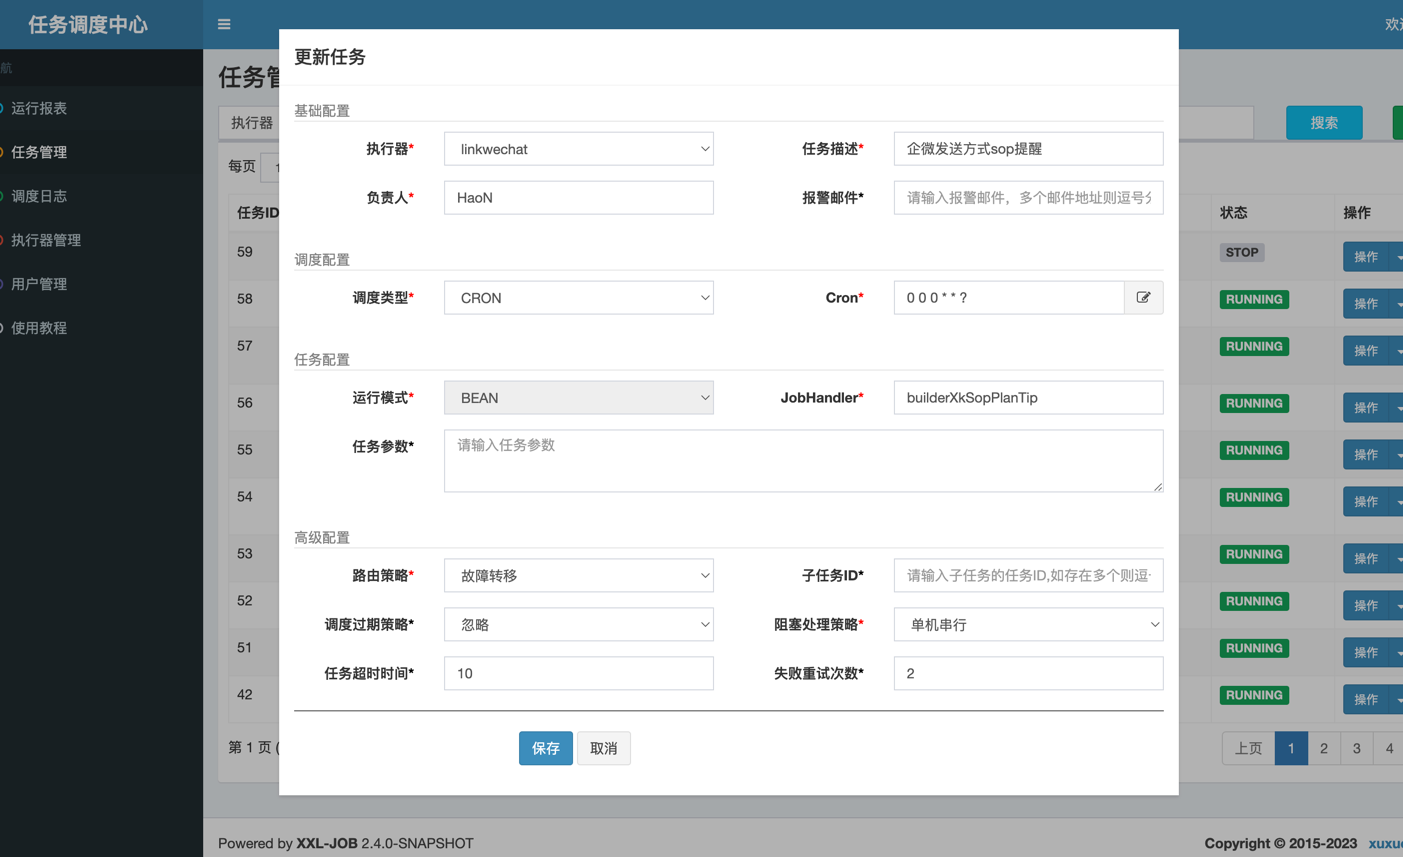 任务调度中心
欢
更新任务
航
运行报表
任务管理
调度日志
执行器管理
用户管理
使用教程
任务管
执行器
搜索
每页 1
任务ID 状态 操作
59 STOP 操作
58 RUNNING 操作
57 RUNNING 操作
56 RUNNING 操作
55 RUNNING 操作
54 RUNNING 操作
53 RUNNING 操作
52 RUNNING 操作
51 RUNNING 操作
42 RUNNING 操作
第 1 页 (
上页 1 2 3 4
基础配置
执行器* linkwechat 任务描述* 企微发送方式sop提醒
负责人* HaoN 报警邮件* 请输入报警邮件，多个邮件地址则逗号分
调度配置
调度类型* CRON Cron* 0 0 0 * * ?
任务配置
运行模式* BEAN JobHandler* builderXkSopPlanTip
任务参数* 请输入任务参数
高级配置
路由策略* 故障转移 子任务ID* 请输入子任务的任务ID,如存在多个则逗
调度过期策略* 忽略 阻塞处理策略* 单机串行
任务超时时间* 10 失败重试次数* 2
保存 取消
Powered by XXL-JOB 2.4.0-SNAPSHOT
Copyright © 2015-2023 xuxu